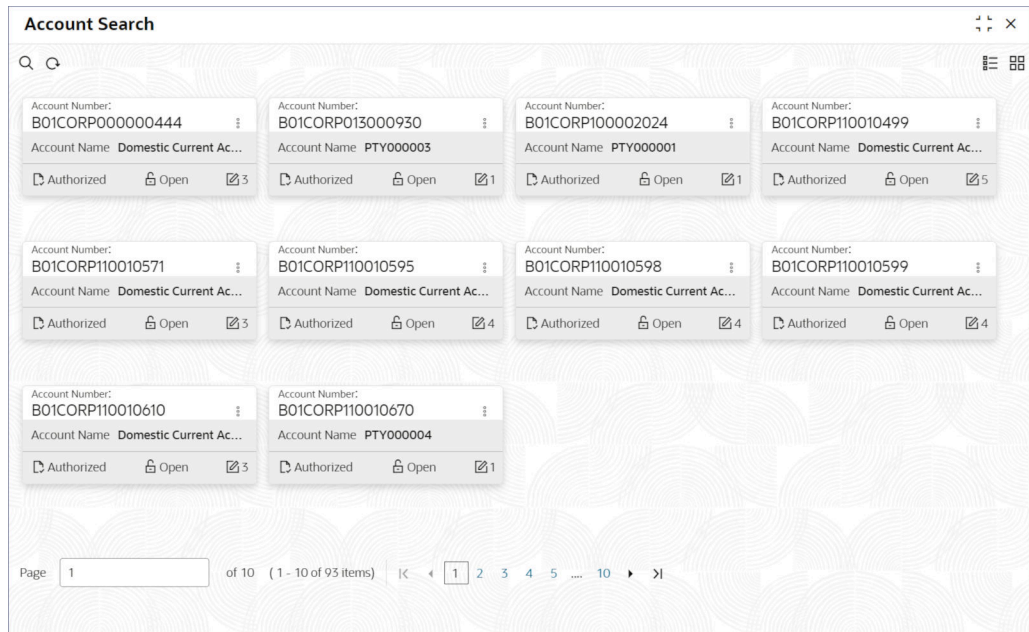 Account Search
Account Number: Account Number: Account Number: Account Number:
B01CORP000000444 B01CORP013000930 B01CORP100002024 B01CORP110010499
Account Name Domestic Current Ac... Account Name PTY000003 Account Name PTY000001 Account Name Domestic Current Ac...
Authorized Open 3 Authorized Open 1 Authorized Open 1 Authorized Open 5
Account Number: Account Number: Account Number: Account Number:
B01CORP110010571 B01CORP110010595 B01CORP110010598 B01CORP110010599
Account Name Domestic Current Ac... Account Name Domestic Current Ac... Account Name Domestic Current Ac... Account Name Domestic Current Ac...
Authorized Open 3 Authorized Open 4 Authorized Open 4 Authorized Open 4
Account Number: Account Number:
B01CORP110010610 B01CORP110010670
Account Name Domestic Current Ac... Account Name PTY000004
Authorized Open 3 Authorized Open 1
Page 1 of 10 (1 - 10 of 93 items) 1 2 3 4 5 .... 10